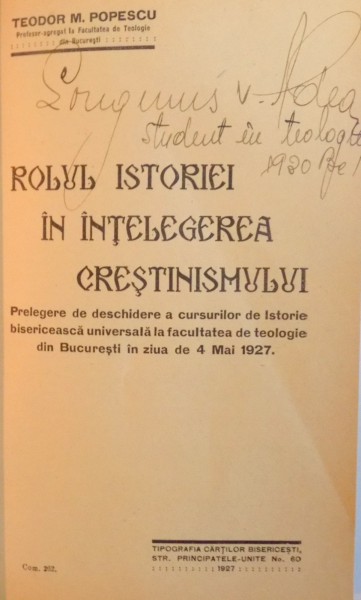 TEODOR M. POPESCU
Profesor agregat la Facultatea de Teologie
din București
student în teologie
1930
ROLUL ISTORIEI
ÎN ÎNȚELEGEREA
CREȘTINISMULUI
Prelegere de deschidere a cursurilor de Istorie
bisericească universală la facultatea de teologie
din București în ziua de 4 Mai 1927.
TIPOGRAFIA CĂRȚILOR BISERICEȘTI,
STR. PRINCIPATELE-UNITE No. 60
1927
Com. 262.